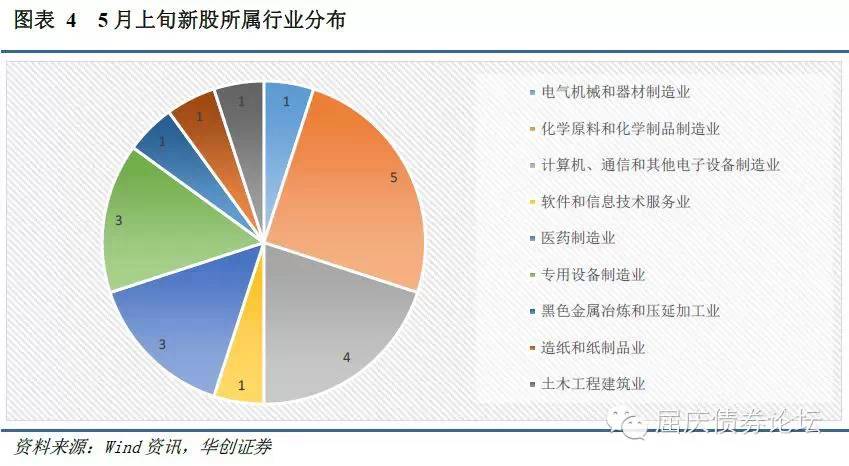 图表 4 5月上旬新股所属行业分布
1
5
4
1
3
3
1
1
1
电气机械和器材制造业
化学原料和化学制品制造业
计算机、通信和其他电子设备制造业
软件和信息技术服务业
医药制造业
专用设备制造业
黑色金属冶炼和压延加工业
造纸和纸制品业
土木工程建筑业
屈庆债券论坛
资料来源：Wind 资讯，华创证券